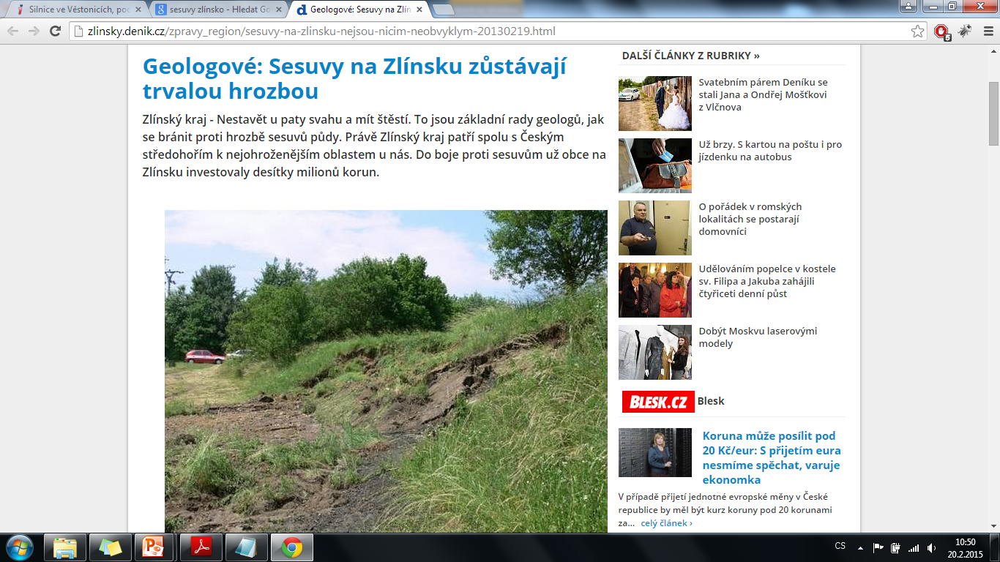 Silnice ve Věstonicích, poc
sesuvy zlínsko - Hledat Go
Geologové: Sesuvy na Zlín
zlinsky.denik.cz/zpravy_region/sesuvy-na-zlinsku-nejsou-nicim-neobvyklym-20130219.html
5
Geologové: Sesuvy na Zlínsku zůstávají
trvalou hrozbou
Zlínský kraj - Nestavět u paty svahu a mít štěstí. To jsou základní rady geologů, jak
se bránit proti hrozbě sesuvů půdy. Právě Zlínský kraj patří spolu s Českým
středohořím k nejohroženějším oblastem u nás. Do boje proti sesuvům už obce na
Zlínsku investovaly desítky milionů korun.
DALŠÍ ČLÁNKY Z RUBRIKY »
Svatebním párem Deníku se
stali Jana a Ondřej Mošťkovi
z Vlčnova
Už brzy. S kartou na poštu i pro
jízdenku na autobus
O pořádek v romských
lokalitách se postarají
domovníci
Udělováním popelce v kostele
sv. Filipa a Jakuba zahájili
čtyřiceti denní půst
Dobýt Moskvu laserovými
modely
BLESK.CZ Blesk
Koruna může posílit pod
20 Kč/eur: S přijetím eura
nesmíme spěchat, varuje
ekonomka
V případě přijetí jednotné evropské měny v České
republice by měl být kurz koruny pod 20 korunami
za... celý článek ›
CS
10:50
20.2.2015